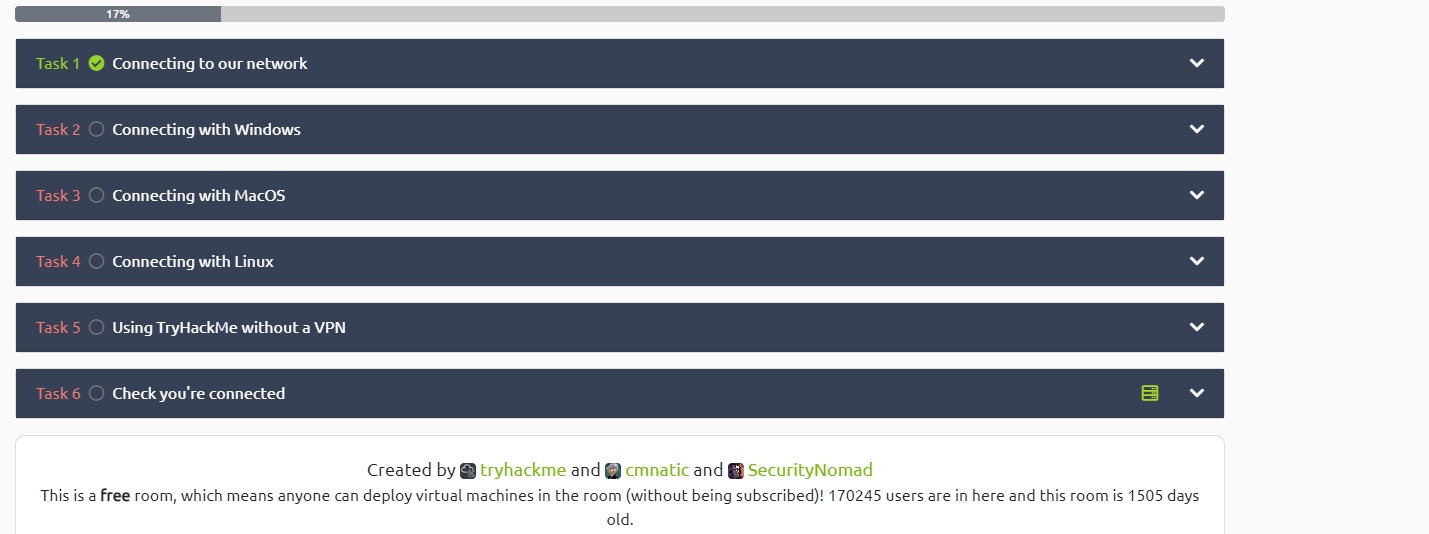 17%
Task 1 Connecting to our network
Task 2 Connecting with Windows
Task 3 Connecting with MacOS
Task 4 Connecting with Linux
Task 5 Using TryHackMe without a VPN
Task 6 Check you're connected
Created by tryhackme and cmnatic and SecurityNomad
This is a free room, which means anyone can deploy virtual machines in the room (without being subscribed)! 170245 users are in here and this room is 1505 days
old.